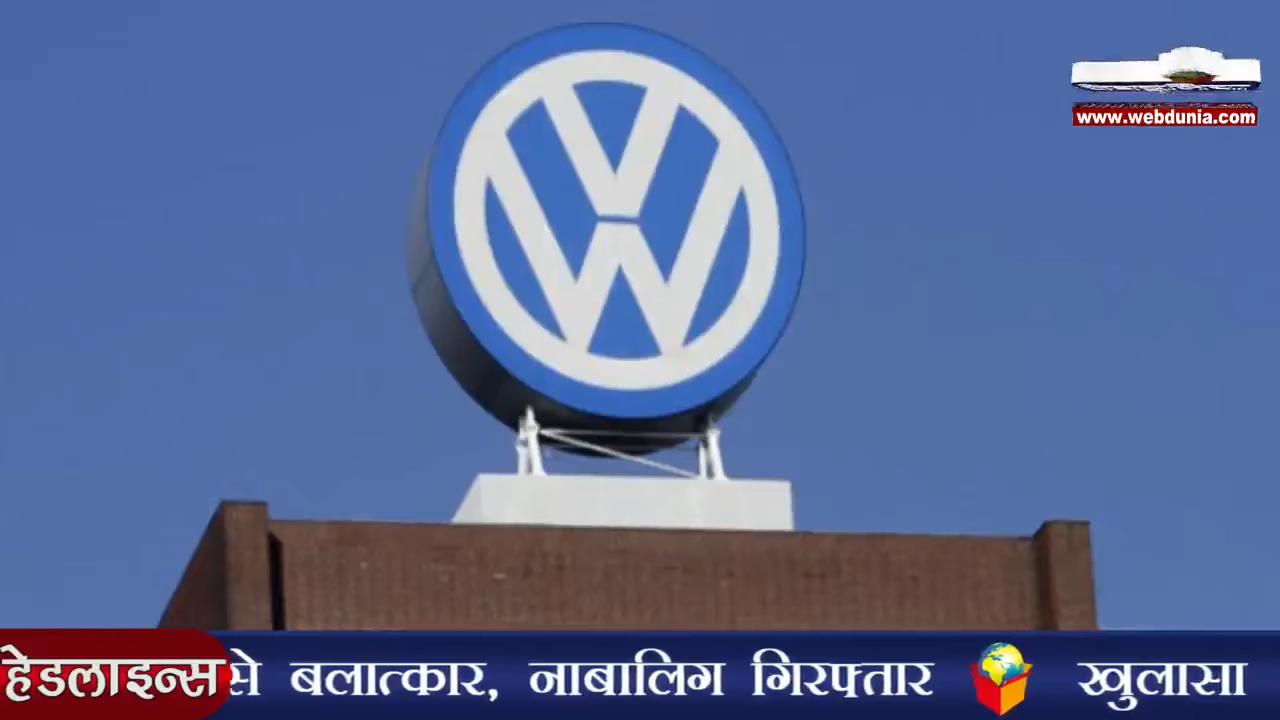 www.webdunia.com
हेडलाइन्स
से बलात्कार, नाबालिग गिरफ्तार खुलासा